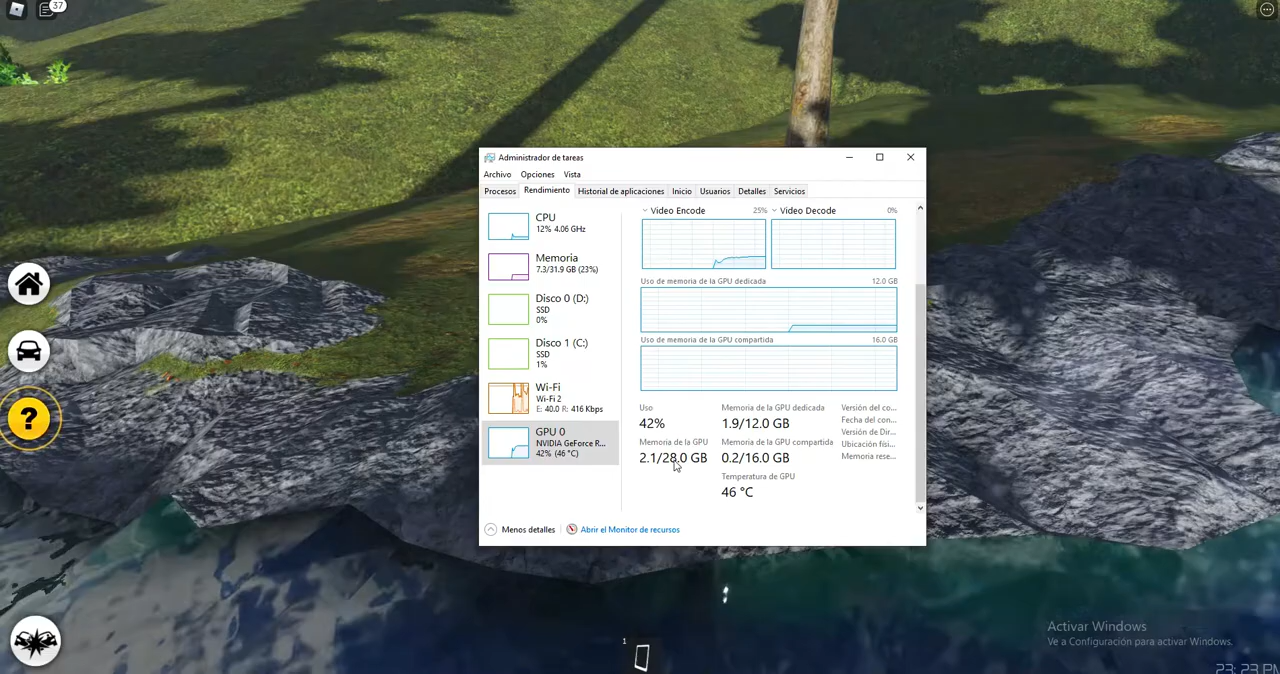 37
Administrador de tareas
Archivo Opciones Vista
Procesos Rendimiento Historial de aplicaciones Inicio Usuarios Detalles Servicios
CPU
12% 4.06 GHz
Memoria
7.3/31.9 GB (23%)
Disco 0 (D:)
SSD
0%
Disco 1 (C:)
SSD
1%
Wi-Fi
Wi-Fi 2
E: 40.0 R: 416 Kbps
GPU 0
NVIDIA GeForce R...
42% (46 °C)
Video Encode 25% Video Decode 0%
Uso de memoria de la GPU dedicada 12.0 GB
Uso de memoria de la GPU compartida 16.0 GB
Uso
42%
Memoria de la GPU
2.1/28.0 GB
Memoria de la GPU dedicada
1.9/12.0 GB
Memoria de la GPU compartida
0.2/16.0 GB
Temperatura de GPU
46 °C
Versión del co...
Fecha del con...
Versión de Dir...
Ubicación físi...
Memoria rese...
Menos detalles Abrir el Monitor de recursos
?
1
Activar Windows
Ve a Configuración para activar Windows.
23: 23 PM